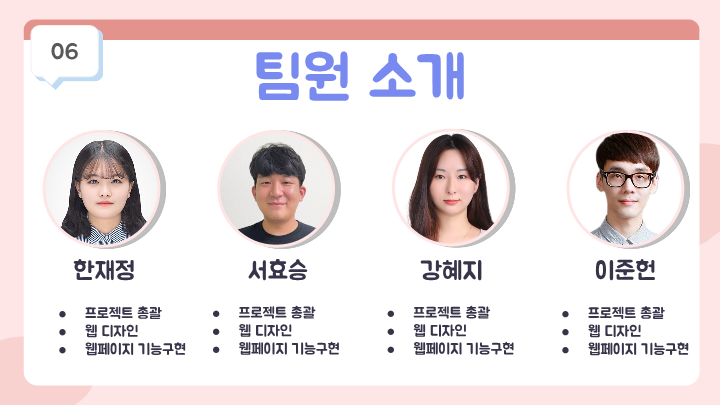 06
팀원 소개
한재정
서효승
강혜지
이준헌
● 프로젝트 총괄
● 웹 디자인
● 웹페이지 기능구현
● 프로젝트 총괄
● 웹 디자인
● 웹페이지 기능구현
● 프로젝트 총괄
● 웹 디자인
● 웹페이지 기능구현
● 프로젝트 총괄
● 웹 디자인
● 웹페이지 기능구현